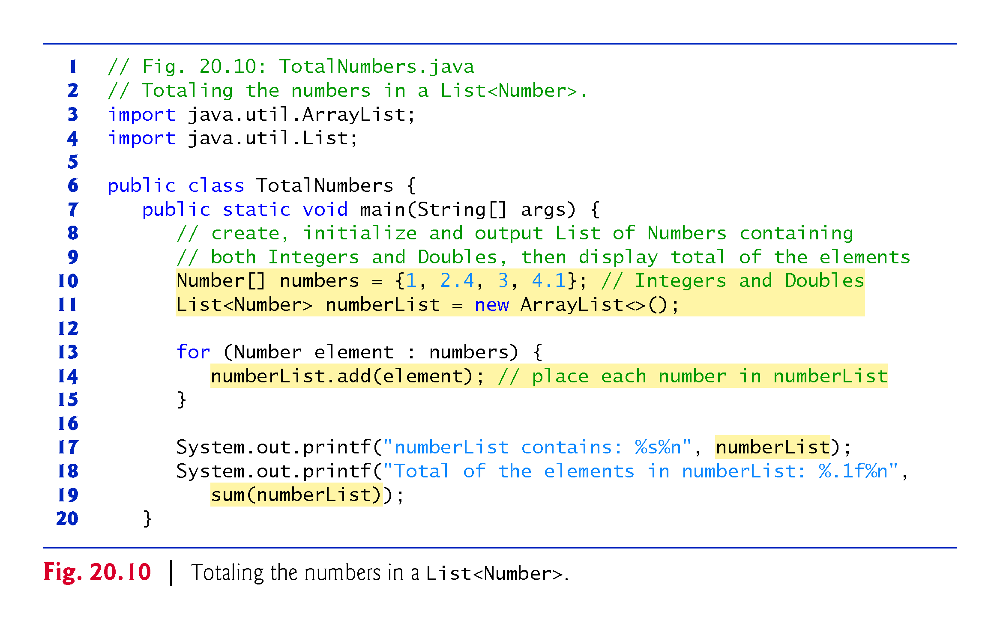 1 // Fig. 20.10: TotalNumbers.java
2 // Totaling the numbers in a List<Number>.
3 import java.util.ArrayList;
4 import java.util.List;
5
6 public class TotalNumbers {
7    public static void main(String[] args) {
8       // create, initialize and output List of Numbers containing
9       // both Integers and Doubles, then display total of the elements
10       Number[] numbers = {1, 2.4, 3, 4.1}; // Integers and Doubles
11       List<Number> numberList = new ArrayList<>();
12
13       for (Number element : numbers) {
14          numberList.add(element); // place each number in numberList
15       }
16
17       System.out.printf("numberList contains: %s%n", numberList);
18       System.out.printf("Total of the elements in numberList: %.1f%n",
19          sum(numberList));
20    }
Fig. 20.10 | Totaling the numbers in a List<Number>.